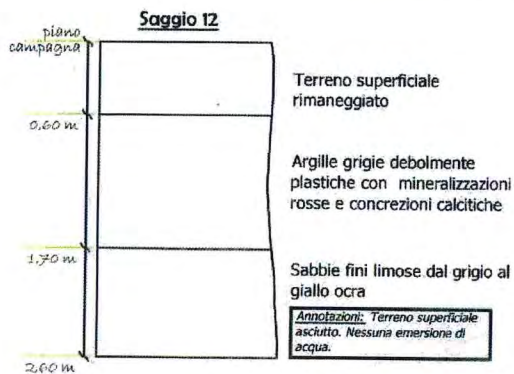 Saggio 12
piano
campagna
Terreno superficiale
rimaneggiato
0,60 m
Argille grigie debolmente
plastiche con mineralizzazioni
rosse e concrezioni calcitiche
1.70 m
Sabbie fini limose dal grigio al
giallo ocra
Annotazioni: Terreno superficiale
asciutto. Nessuna emersione di
acqua.
2,60 m